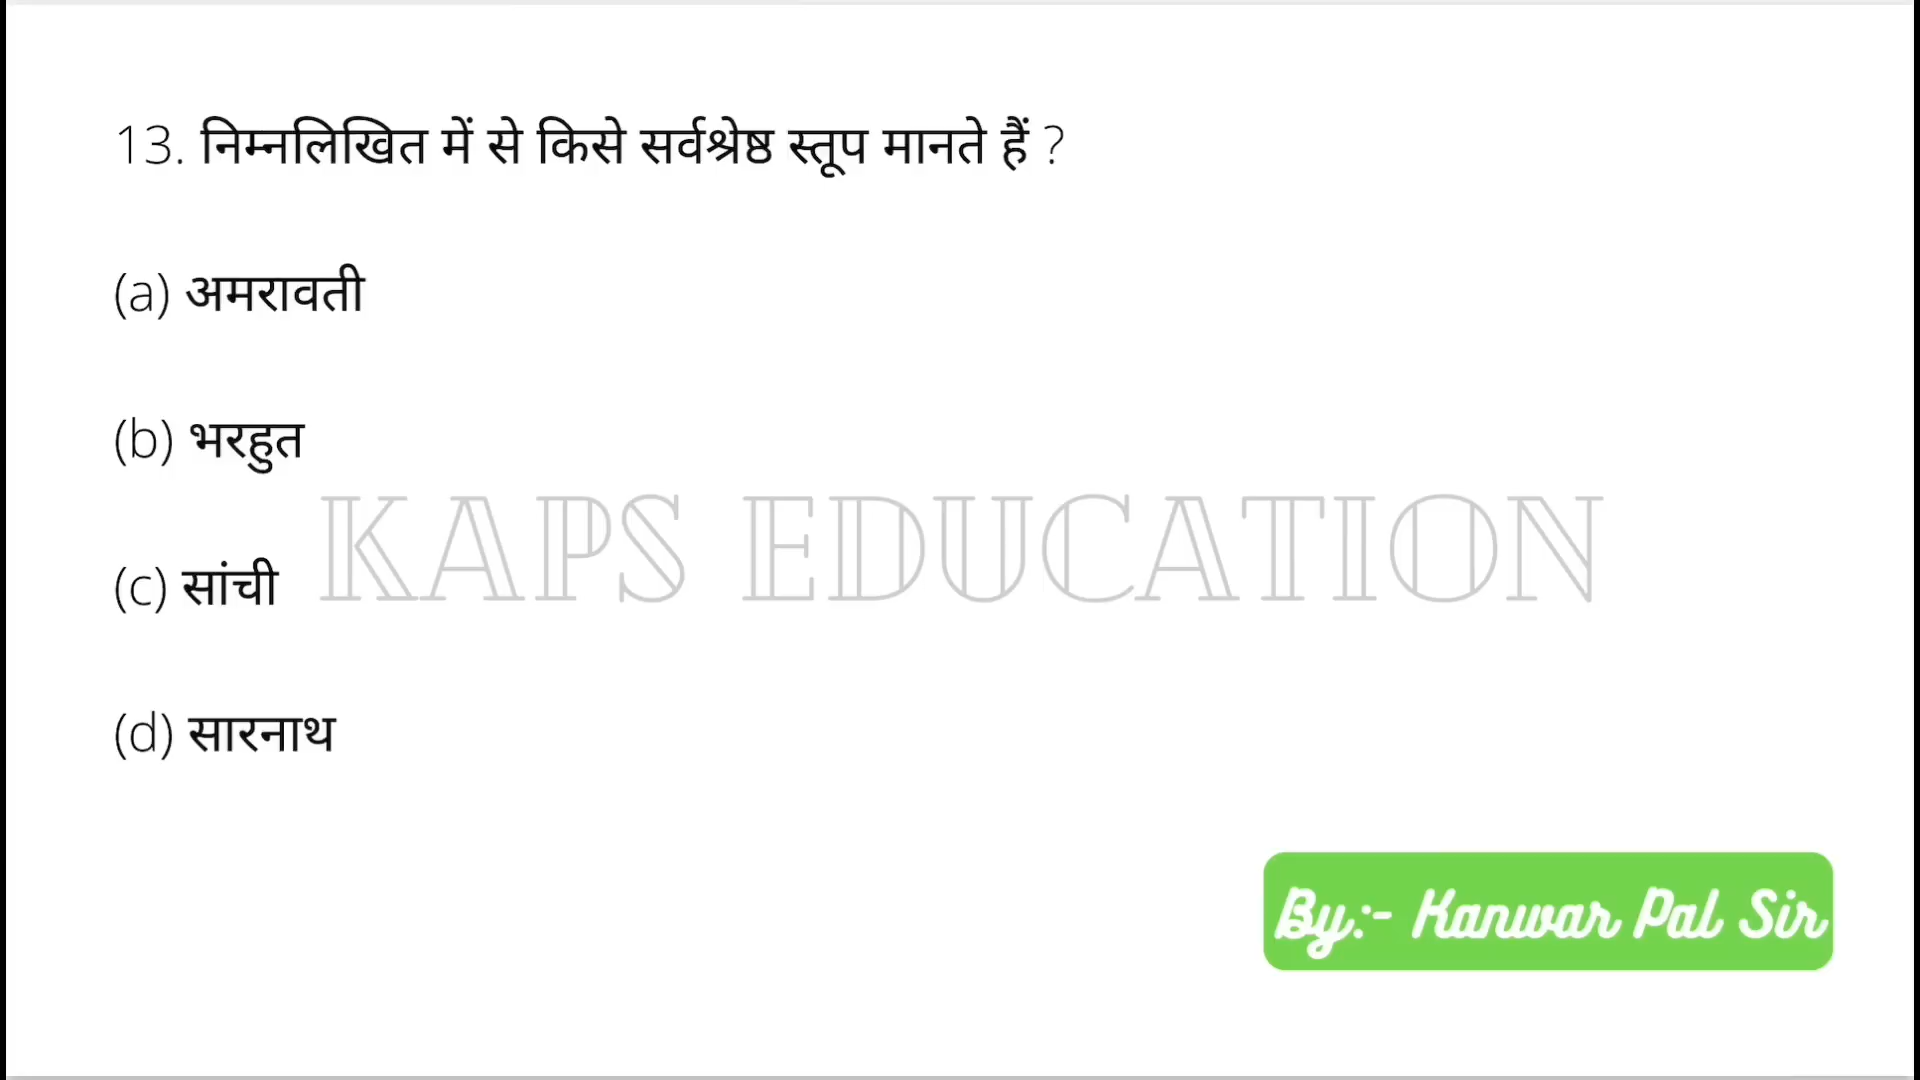 13. निम्नलिखित में से किसे सर्वश्रेष्ठ स्तूप मानते हैं ?
(a) अमरावती
(b) भरहुत
(c) सांची
KAPS EDUCATION
(d) सारनाथ
By:- Kanwar Pal Sir